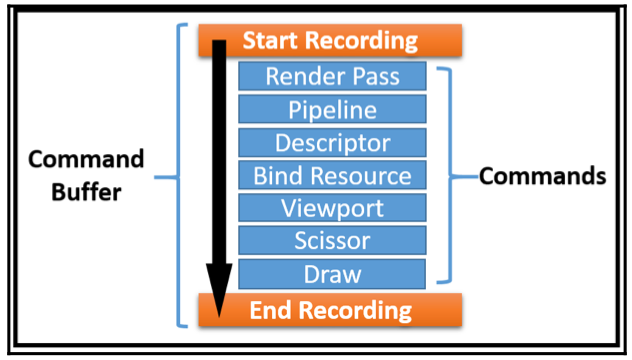 Start Recording
Render Pass
Pipeline
Descriptor
Bind Resource
Viewport
Scissor
Draw
End Recording
Command
Buffer
Commands